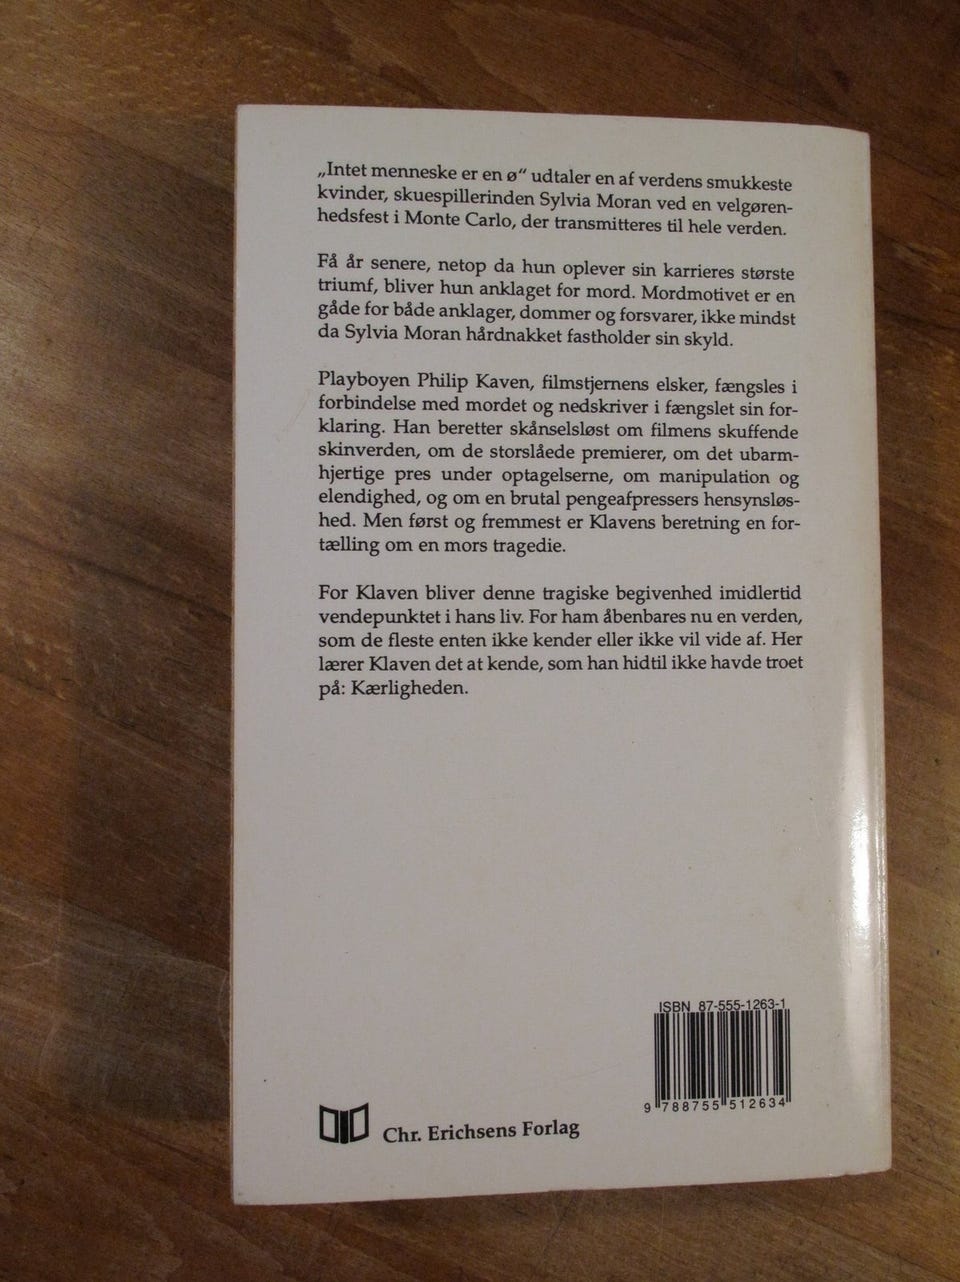 „Intet menneske er en ø“ udtaler en af verdens smukkeste
kvinder, skuespillerinden Sylvia Moran ved en velgøren-
hedsfest i Monte Carlo, der transmitteres til hele verden.
Få år senere, netop da hun oplever sin karrieres største
triumf, bliver hun anklaget for mord. Mordmotivet er en
gåde for både anklager, dommer og forsvarer, ikke mindst
da Sylvia Moran hårdnakket fastholder sin skyld.
Playboyen Philip Kaven, filmstjernens elsker, fængsles i
forbindelse med mordet og nedskriver i fængslet sin for-
klaring. Han beretter skånselsløst om filmens skuffende
skinverden, om de storslåede premierer, om det ubarm-
hjertige pres under optagelserne, om manipulation og
elendighed, og om en brutal pengeafpressers hensynsløs-
hed. Men først og fremmest er Klavens beretning en for-
tælling om en mors tragedie.
For Klaven bliver denne tragiske begivenhed imidlertid
vendepunktet i hans liv. For ham åbenbares nu en verden,
som de fleste enten ikke kender eller ikke vil vide af. Her
lærer Klaven det at kende, som han hidtil ikke havde troet
på: Kærligheden.
ISBN 87-555-1263-1
9 788755 512634
Chr. Erichsens Forlag